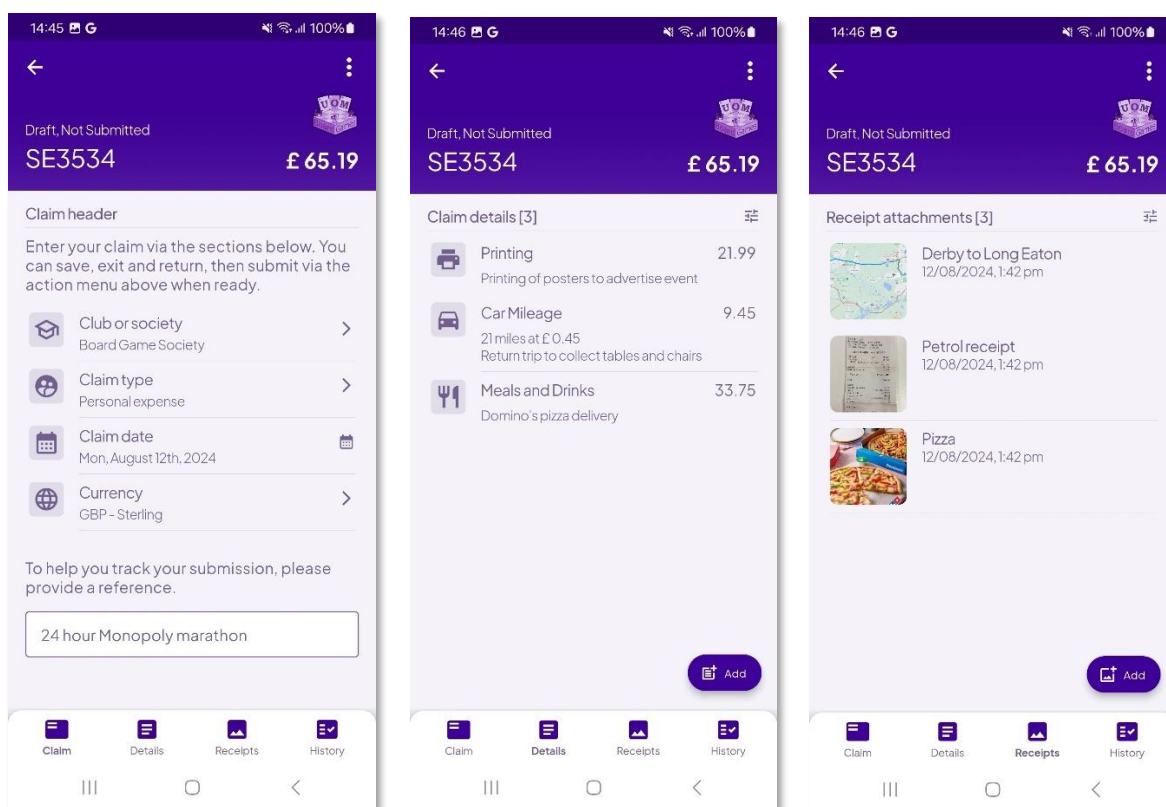 14:45 G 100%
UOM
Draft, Not Submitted
SE3534 £ 65.19
Claim header
Enter your claim via the sections below. You
can save, exit and return, then submit via the
action menu above when ready.
Club or society
Board Game Society
Claim type
Personal expense
Claim date
Mon, August 12th, 2024
Currency
GBP - Sterling
To help you track your submission, please
provide a reference.
24 hour Monopoly marathon
Claim Details Receipts History
14:46 G 100%
UOM
Draft, Not Submitted
SE3534 £ 65.19
Claim details [3]
Printing 21.99
Printing of posters to advertise event
Car Mileage 9.45
21 miles at £ 0.45
Return trip to collect tables and chairs
Meals and Drinks 33.75
Domino's pizza delivery
Add
Claim Details Receipts History
14:46 G 100%
UOM
Draft, Not Submitted
SE3534 £ 65.19
Receipt attachments [3]
Derby to Long Eaton
12/08/2024, 1:42 pm
Petrol receipt
12/08/2024, 1:42 pm
Pizza
12/08/2024, 1:42 pm
Add
Claim Details Receipts History